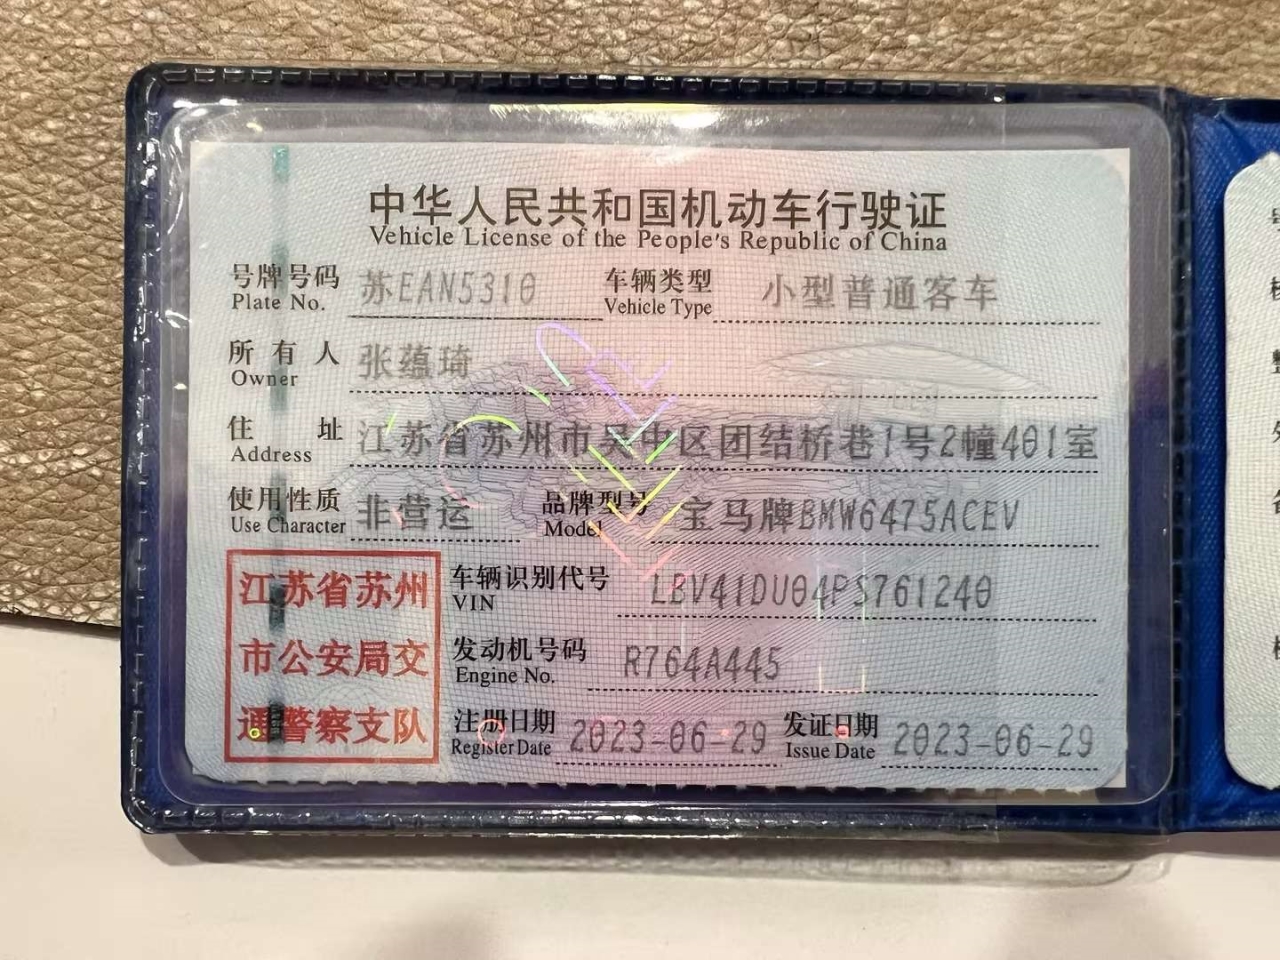 中华人民共和国机动车行驶证
Vehicle License of the People's Republic of China
号牌号码 苏EAN5310 车辆类型 小型普通客车
Plate No. Vehicle Type
所有人 张蕴琦
Owner
住址 江苏省苏州市吴中区团结桥巷1号2幢401室
Address
使用性质 非营运 品牌型号 宝马牌BMW6475ACEV
Use Character Model
江苏省苏州
市公安局交
通警察支队
车辆识别代号 LBV41DU04PS761240
VIN
发动机号码 R764A445
Engine No.
注册日期 2023-06-29 发证日期 2023-06-29
Register Date Issue Date